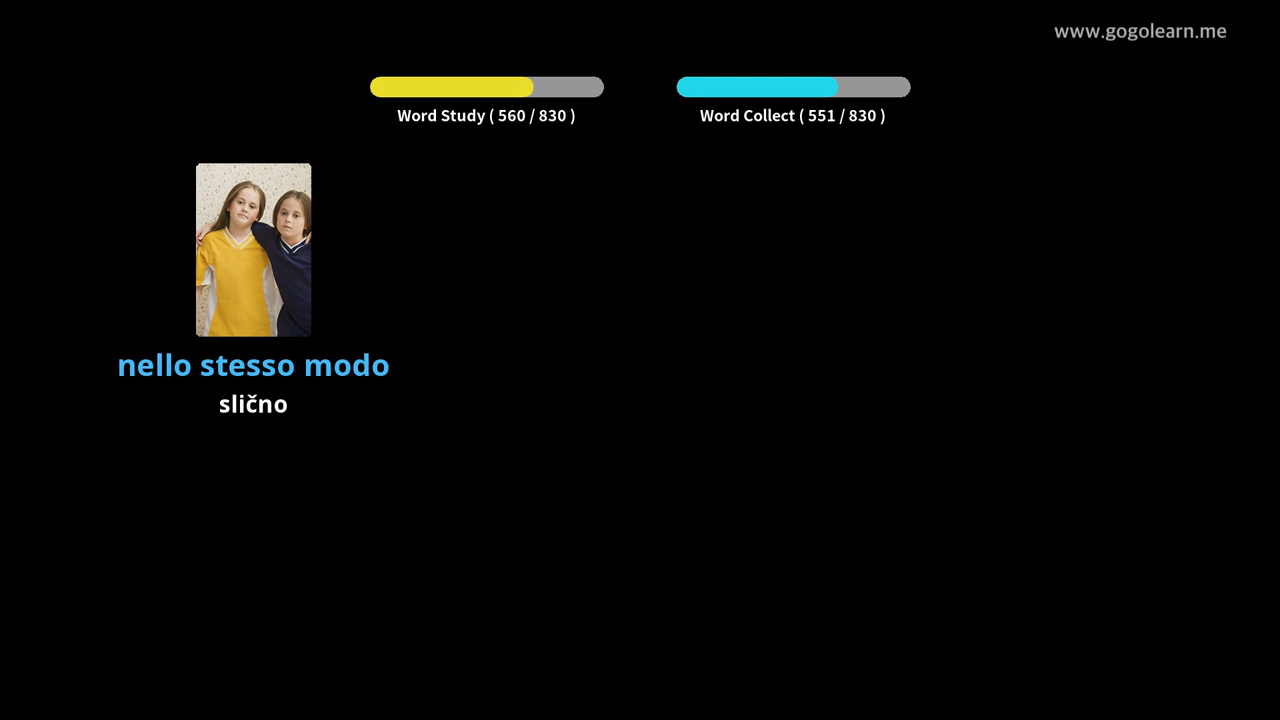 www.gogolearn.me
Word Study ( 560 / 830 )
Word Collect ( 551 / 830 )
nello stesso modo
slično